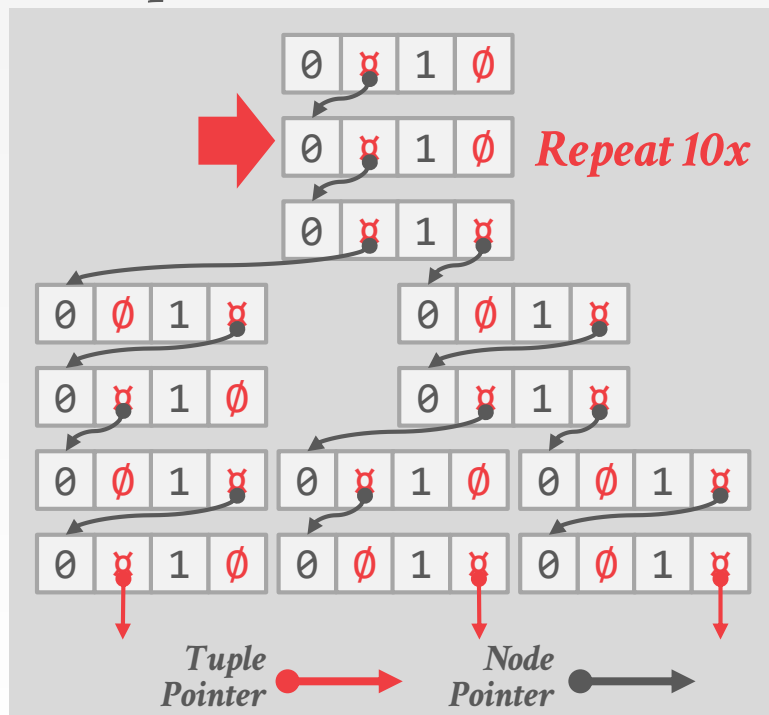 0 ¤ 1 Ø
0 ¤ 1 Ø
Repeat 10x
0 ¤ 1 ¤
0 Ø 1 ¤
0 Ø 1 ¤
0 ¤ 1 Ø
0 ¤ 1 ¤
0 Ø 1 ¤
0 ¤ 1 Ø
0 Ø 1 ¤
0 ¤ 1 Ø
0 Ø 1 ¤
0 Ø 1 ¤
Tuple
Pointer
Node
Pointer